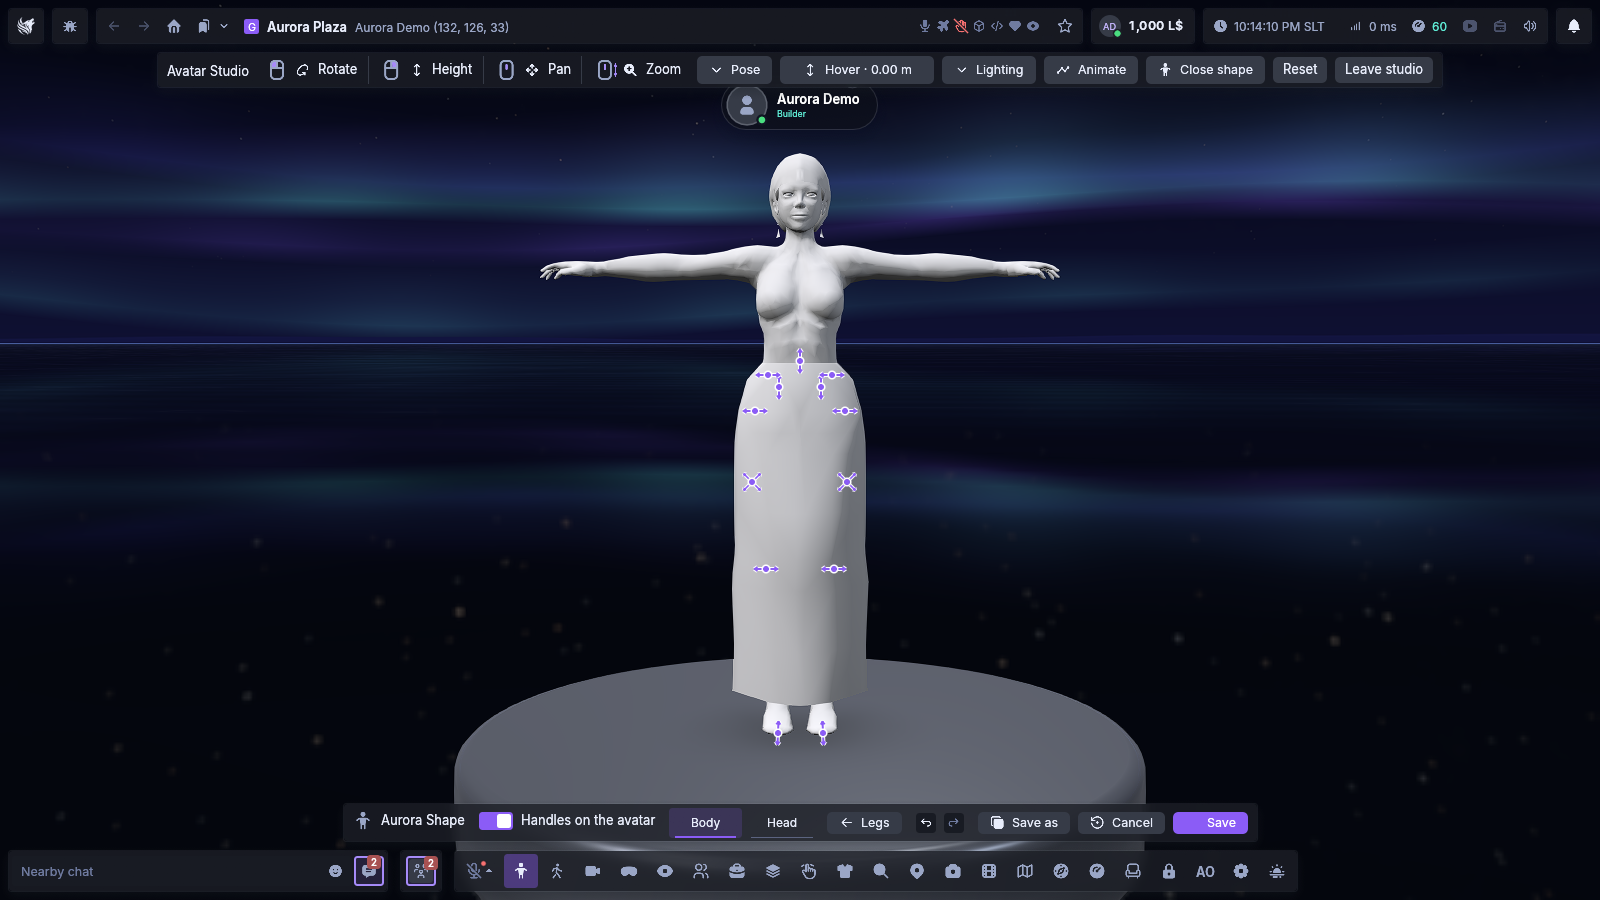 G Aurora Plaza Aurora Demo (132, 126, 33)
AD 1,000 L$
10:14:10 PM SLT 0 ms 60
Avatar Studio Rotate Height Pan Zoom Pose Hover · 0.00 m Lighting Animate Close shape Reset Leave studio
Aurora Demo
Builder
Aurora Shape Handles on the avatar Body Head Legs Save as Cancel Save
Nearby chat 2 2 AO